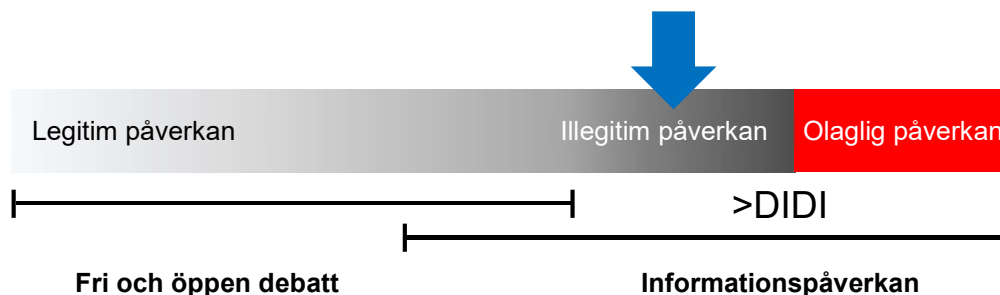 Legitim påverkan
Illegitim påverkan
Olaglig påverkan
>DIDI
Fri och öppen debatt
Informationspåverkan